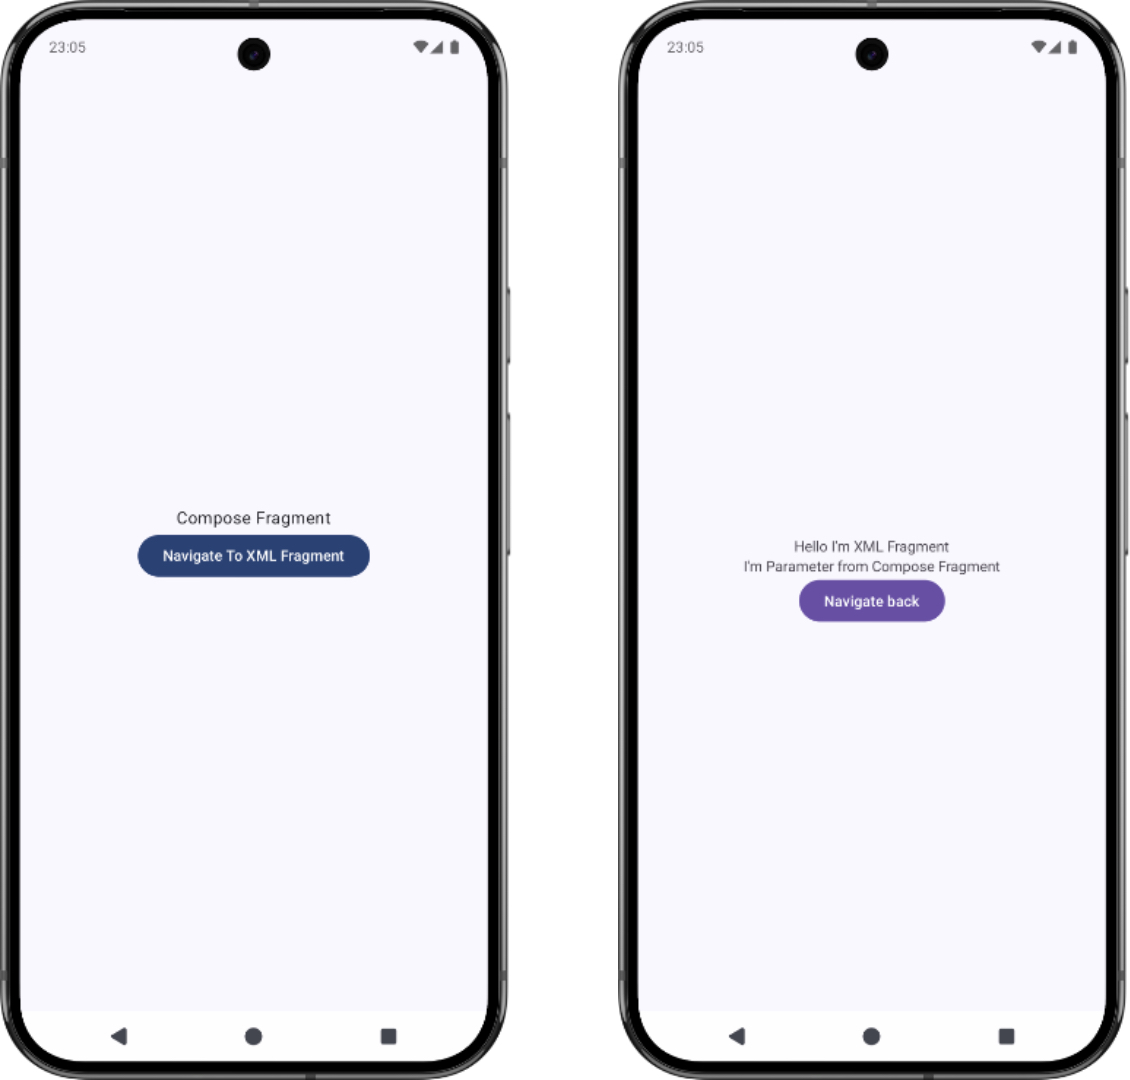 23:05
Compose Fragment
Navigate To XML Fragment
23:05
Hello I'm XML Fragment
I'm Parameter from Compose Fragment
Navigate back